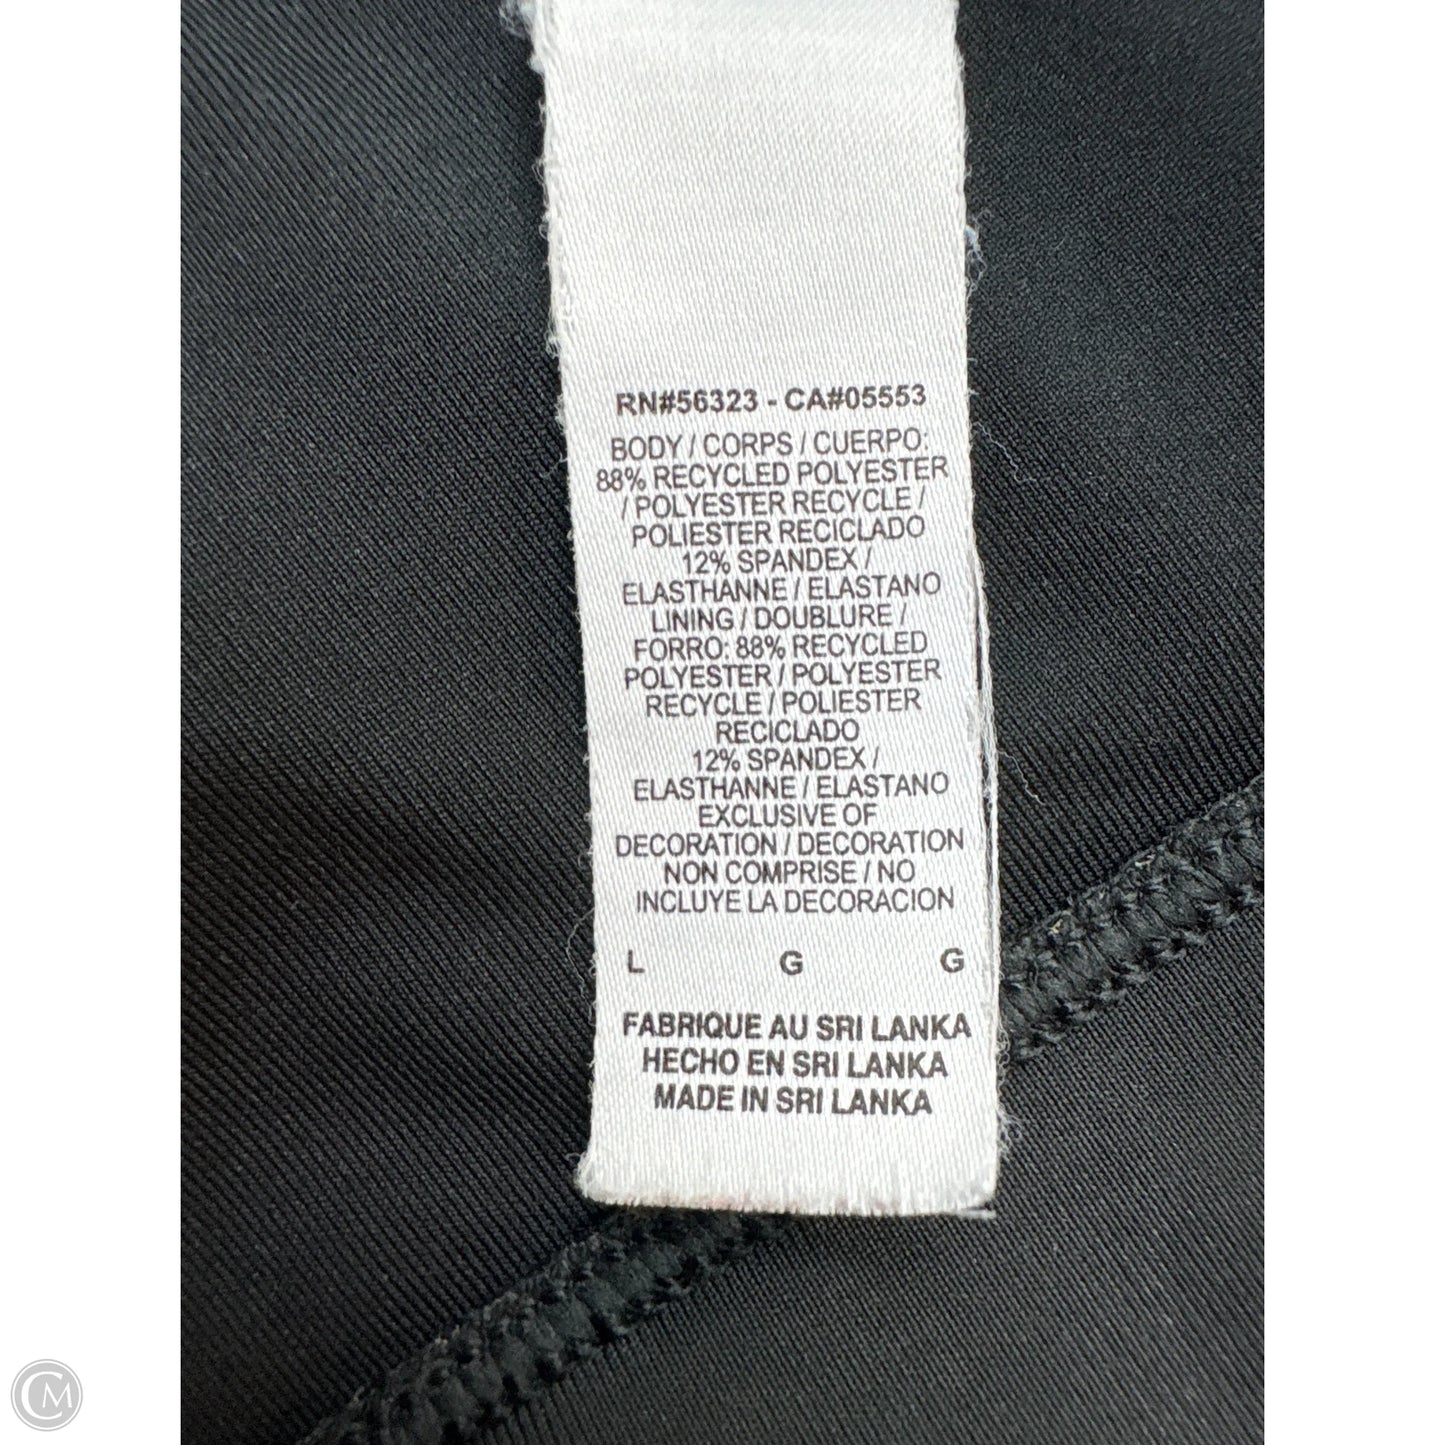 RN#56323 - CA#05553
BODY / CORPS / CUERPO:
88% RECYCLED POLYESTER
/ POLYESTER RECYCLE /
POLIESTER RECICLADO
12% SPANDEX /
ELASTHANNE / ELASTANO
LINING / DOUBLURE /
FORRO: 88% RECYCLED
POLYESTER / POLYESTER
RECYCLE / POLIESTER
RECICLADO
12% SPANDEX /
ELASTHANNE / ELASTANO
EXCLUSIVE OF
DECORATION / DECORATION
NON COMPRISE / NO
INCLUYE LA DECORACION
L G G
FABRIQUE AU SRI LANKA
HECHO EN SRI LANKA
MADE IN SRI LANKA
CM